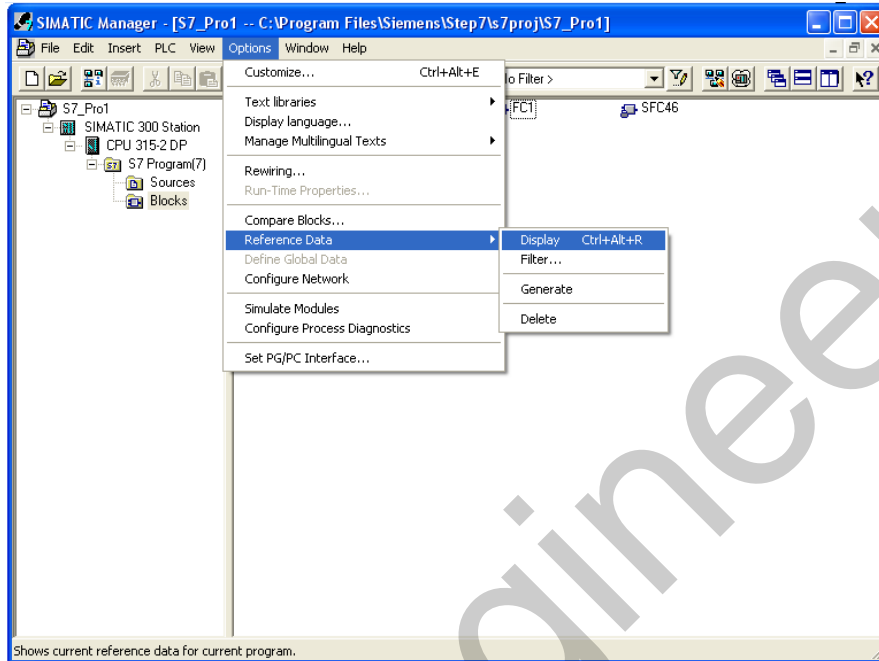 SIMATIC Manager - [S7_Pro1 -- C:\Program Files\Siemens\Step7\s7proj\S7_Pro1]
File Edit Insert PLC View Options Window Help
Filter >
S7_Pro1
SIMATIC 300 Station
CPU 315-2 DP
S7 Program(7)
Sources
Blocks
FC1
SFC46
Customize... Ctrl+Alt+E
Text libraries
Display language...
Manage Multilingual Texts
Rewiring...
Run-Time Properties...
Compare Blocks...
Reference Data
Define Global Data
Configure Network
Simulate Modules
Configure Process Diagnostics
Set PG/PC Interface...
Display Ctrl+Alt+R
Filter...
Generate
Delete
Shows current reference data for current program.
ginee